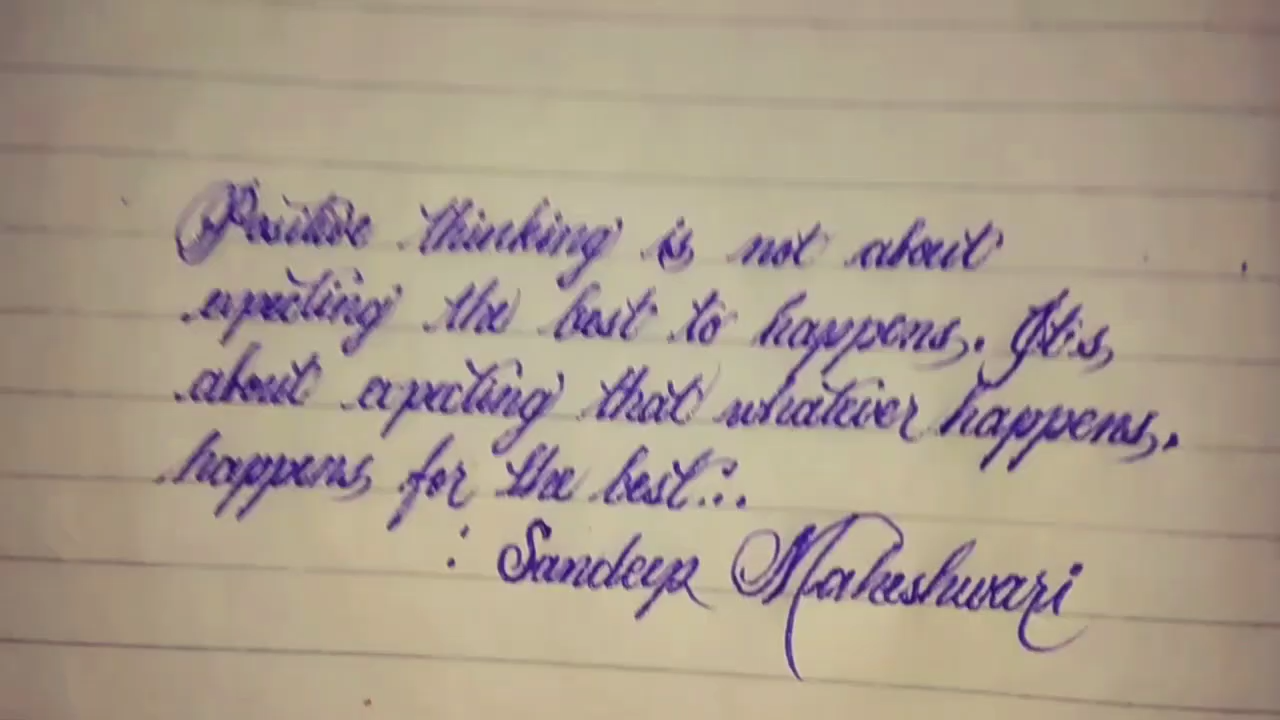 Positive thinking is not about
expecting the best to happens. It's
about expecting that whatever happens.
happens for the best...
: Sandeep Maheshwari